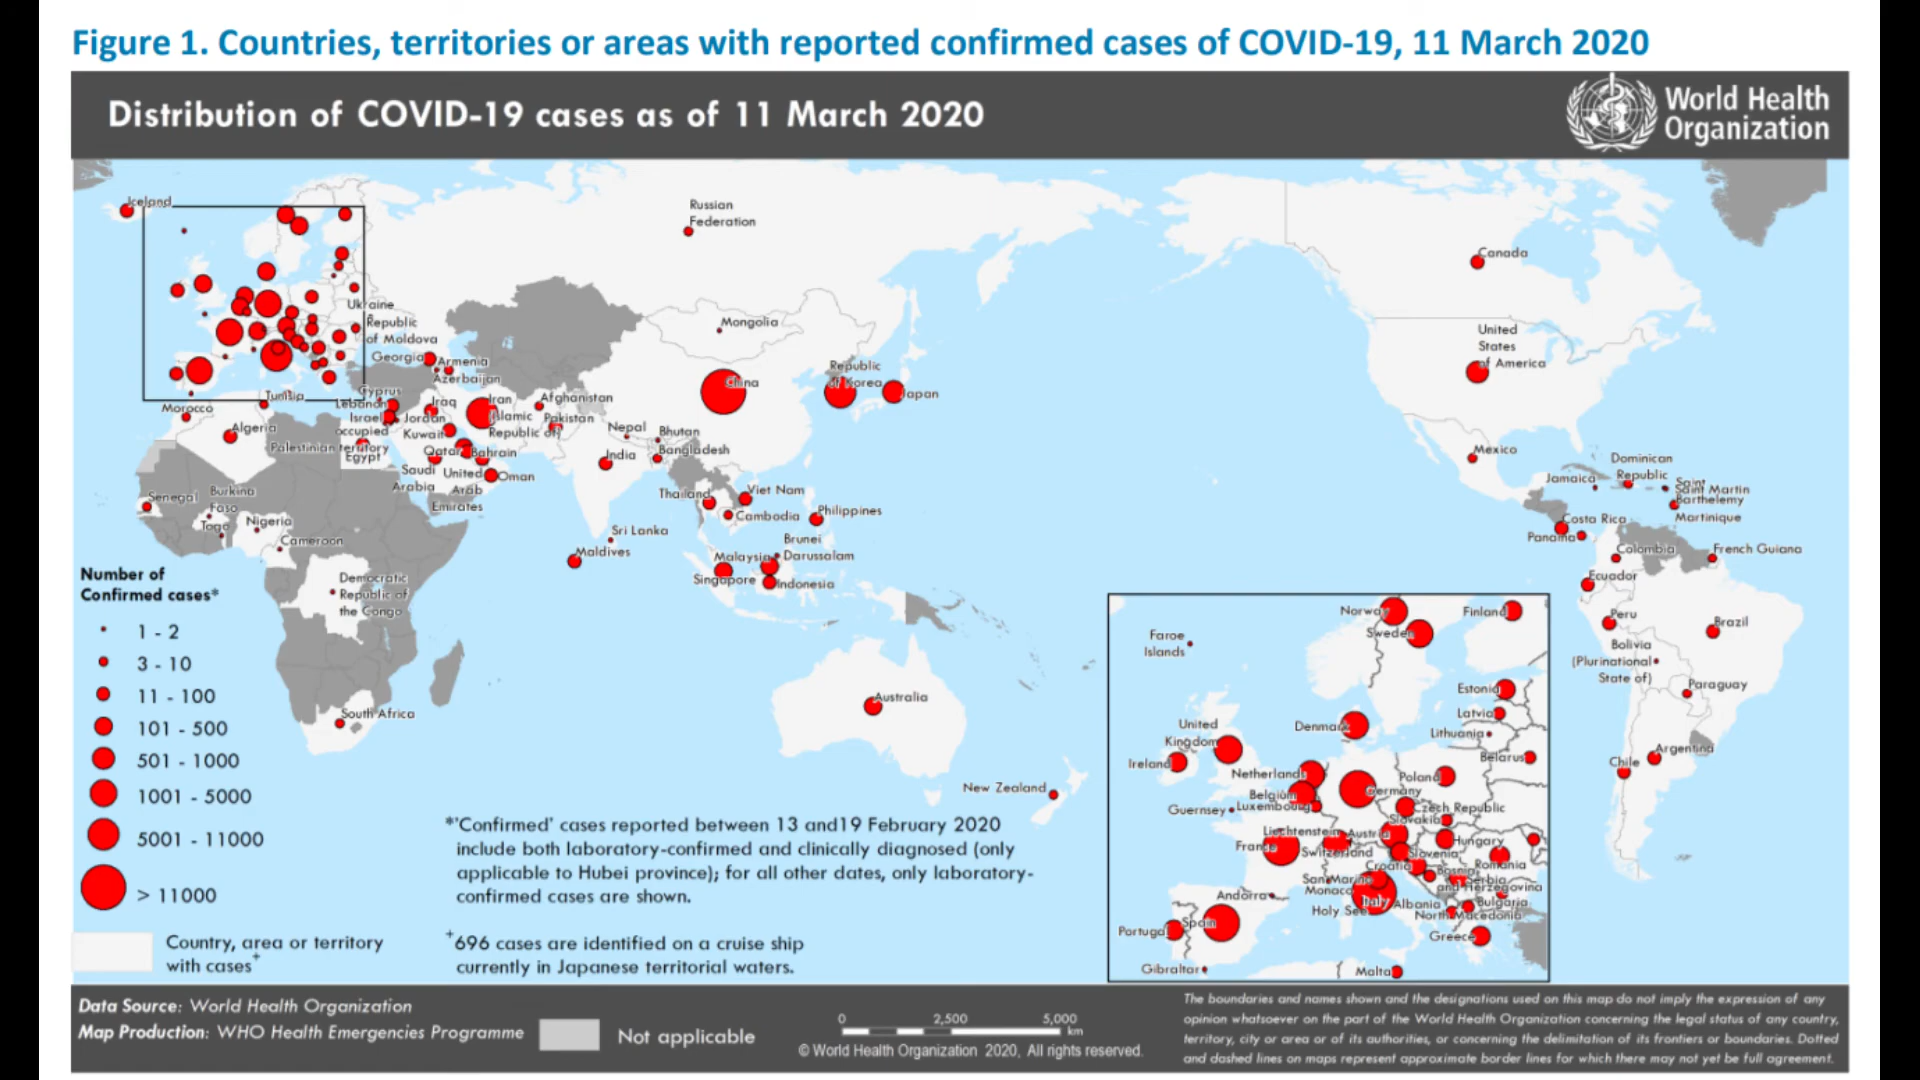 Figure 1. Countries, territories or areas with reported confirmed cases of COVID-19, 11 March 2020
Distribution of COVID-19 cases as of 11 March 2020
World Health
Organization
Iceland
Russian
Federation
Canada
Ukraine
Republic
of Moldova
Georgia
Armenia
Azerbaijan
Mongolia
China
Republic
of Korea
Japan
United
States
of America
Tunisia
Morocco
Algeria
Cyprus
Lebanon
Israel
Jordan
Iraq
Kuwait
Iran
(Islamic
Republic of)
Afghanistan
Pakistan
occupied
Palestinian territory
Egypt
Qatar
Bahrain
Saudi
Arabia
United
Arab
Emirates
Oman
Nepal
Bhutan
Bangladesh
India
Thailand
Viet Nam
Cambodia
Philippines
Sri Lanka
Maldives
Brunei
Darussalam
Malaysia
Singapore
Indonesia
Mexico
Dominican
Republic
Jamaica
Saint
Saint Martin
Barthelemy
Martinique
Costa Rica
Panama
Colombia
French Guiana
Ecuador
Peru
Brazil
Bolivia
(Plurinational
State of)
Paraguay
Argentina
Chile
Senegal
Burkina
Faso
Togo
Nigeria
Cameroon
Democratic
Republic of
the Congo
South Africa
Australia
New Zealand
Number of
Confirmed cases*
1 - 2
3 - 10
11 - 100
101 - 500
501 - 1000
1001 - 5000
5001 - 11000
> 11000
Country, area or territory
with cases+
*'Confirmed' cases reported between 13 and19 February 2020
include both laboratory-confirmed and clinically diagnosed (only
applicable to Hubei province); for all other dates, only laboratory-
confirmed cases are shown.
+696 cases are identified on a cruise ship
currently in Japanese territorial waters.
Norway
Finland
Sweden
Faroe
Islands
Estonia
Latvia
Lithuania
Denmark
United
Kingdom
Ireland
Belarus
Netherlands
Poland
Belgium
Germany
Guernsey
Luxembourg
Czech Republic
Slovakia
Liechtenstein
Austria
France
Switzerland
Hungary
Slovenia
Croatia
Romania
San Marino
Bosnia
and Herzegovina
Serbia
Monaco
Andorra
Italy
Holy See
Albania
Bulgaria
North Macedonia
Portugal
Spain
Greece
Gibraltar
Malta
Data Source: World Health Organization
Map Production: WHO Health Emergencies Programme
Not applicable
0 2,500 5,000
km
© World Health Organization 2020, All rights reserved.
The boundaries and names shown and the designations used on this map do not imply the expression of any
opinion whatsoever on the part of the World Health Organization concerning the legal status of any country,
territory, city or area or of its authorities, or concerning the delimitation of its frontiers or boundaries. Dotted
and dashed lines on maps represent approximate border lines for which there may not yet be full agreement.